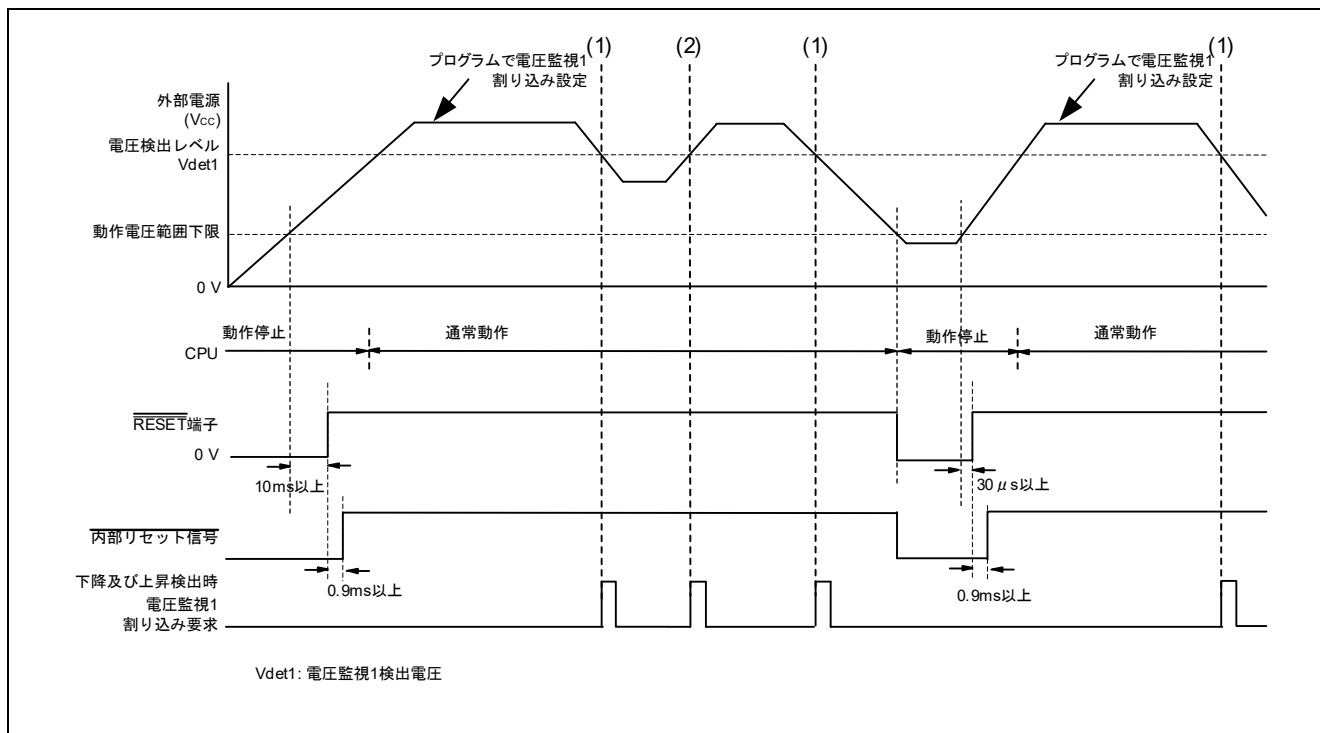 (1)
(2)
(1)
(1)
プログラムで電圧監視1
割り込み設定
プログラムで電圧監視1
割り込み設定
外部電源
(Vcc)
電圧検出レベル
Vdet1
動作電圧範囲下限
0 V
動作停止
通常動作
動作停止
通常動作
CPU
RESET端子
0 V
10ms以上
30μs以上
内部リセット信号
0.9ms以上
0.9ms以上
下降及び上昇検出時
電圧監視1
割り込み要求
Vdet1: 電圧監視1検出電圧